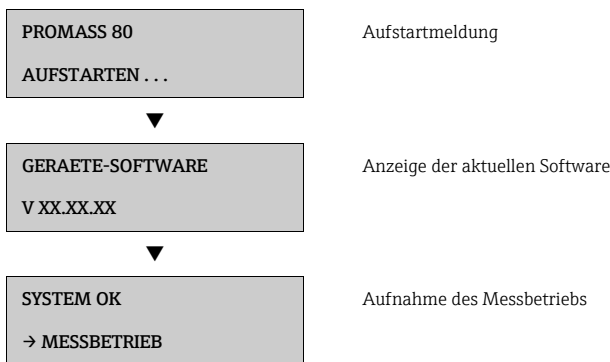 PROMASS 80
Aufstartmeldung
AUFSTARTEN . . .
▼
GERAETE-SOFTWARE
Anzeige der aktuellen Software
V XX.XX.XX
▼
SYSTEM OK
Aufnahme des Messbetriebs
→ MESSBETRIEB